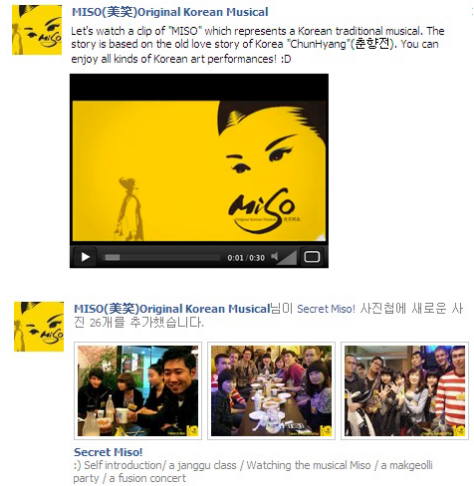 MISO(美笑)Original Korean Musical
Let's watch a clip of "MISO" which represents a Korean traditional musical. The
story is based on the old love story of Korea "ChunHyang"(춘향전). You can
enjoy all kinds of Korean art performances! :D
MiSo
Original Korean Musical
0:01/0:30
MiSo
MISO(美笑)Original Korean Musical님이 Secret Miso! 사진첩에 새로운 사
진 26개를 추가했습니다.
Secret Miso!
:) Self introduction/ a janggu class / Watching the musical Miso / a makgeolli
party / a fusion concert